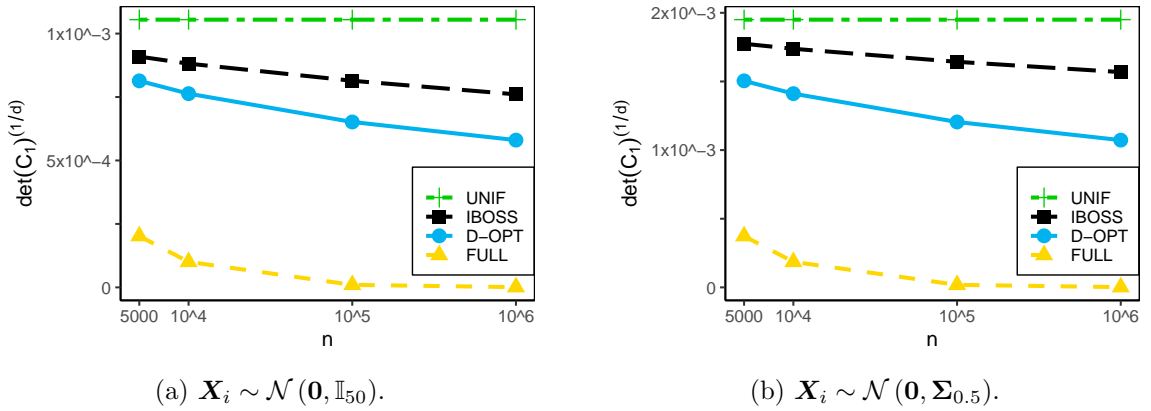 1x10^−3
5x10^−4
0
det(C₁)^(1/d)
UNIF
IBOSS
D−OPT
FULL
5000 10^4 10^5 10^6
n
(a) Xᵢ ∼ 𝒩 (0, 𝕀₅₀).
2x10^−3
1x10^−3
0
det(C₁)^(1/d)
UNIF
IBOSS
D−OPT
FULL
5000 10^4 10^5 10^6
n
(b) Xᵢ ∼ 𝒩 (0, Σ₀.₅).